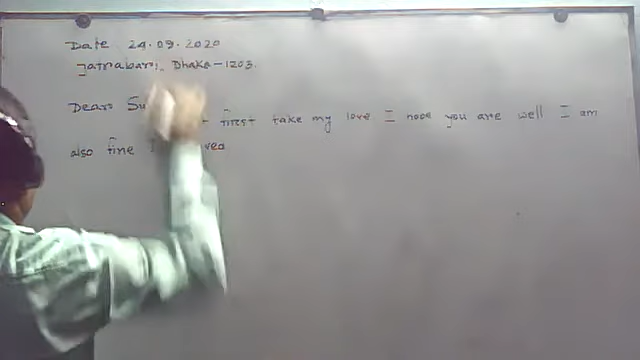 Date 24.09.2020
Jatrabari, Dhaka-1203.
Dear Su
first take my love I hope you are well I am
also fine I